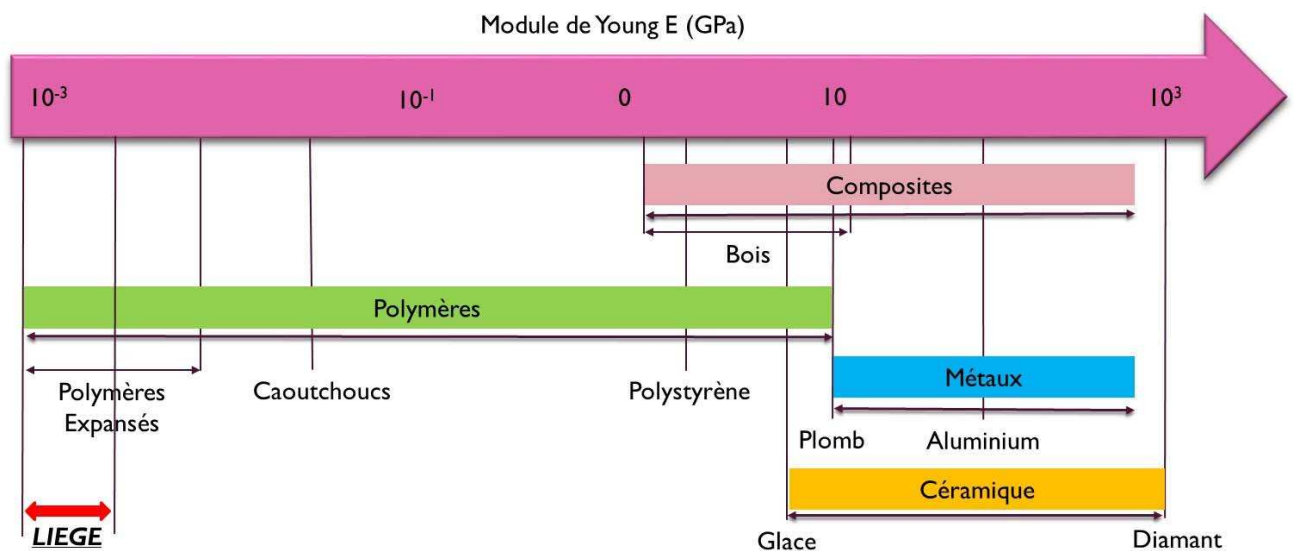 Module de Young E (GPa)
10⁻³ 10⁻¹ 0 10 10³
Composites
Bois
Polymères
Polymères
Expansés
Caoutchoucs
Polystyrène
Métaux
Plomb
Aluminium
Céramique
LIEGE
Glace
Diamant